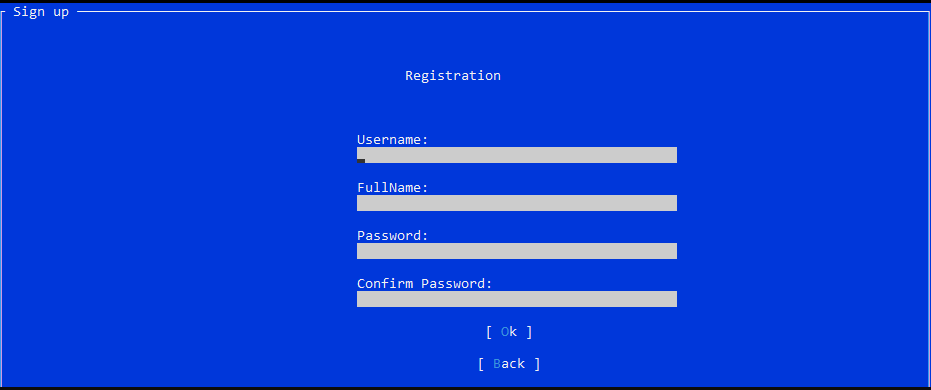 Sign up
Registration
Username:
FullName:
Password:
Confirm Password:
[ Ok ]
[ Back ]